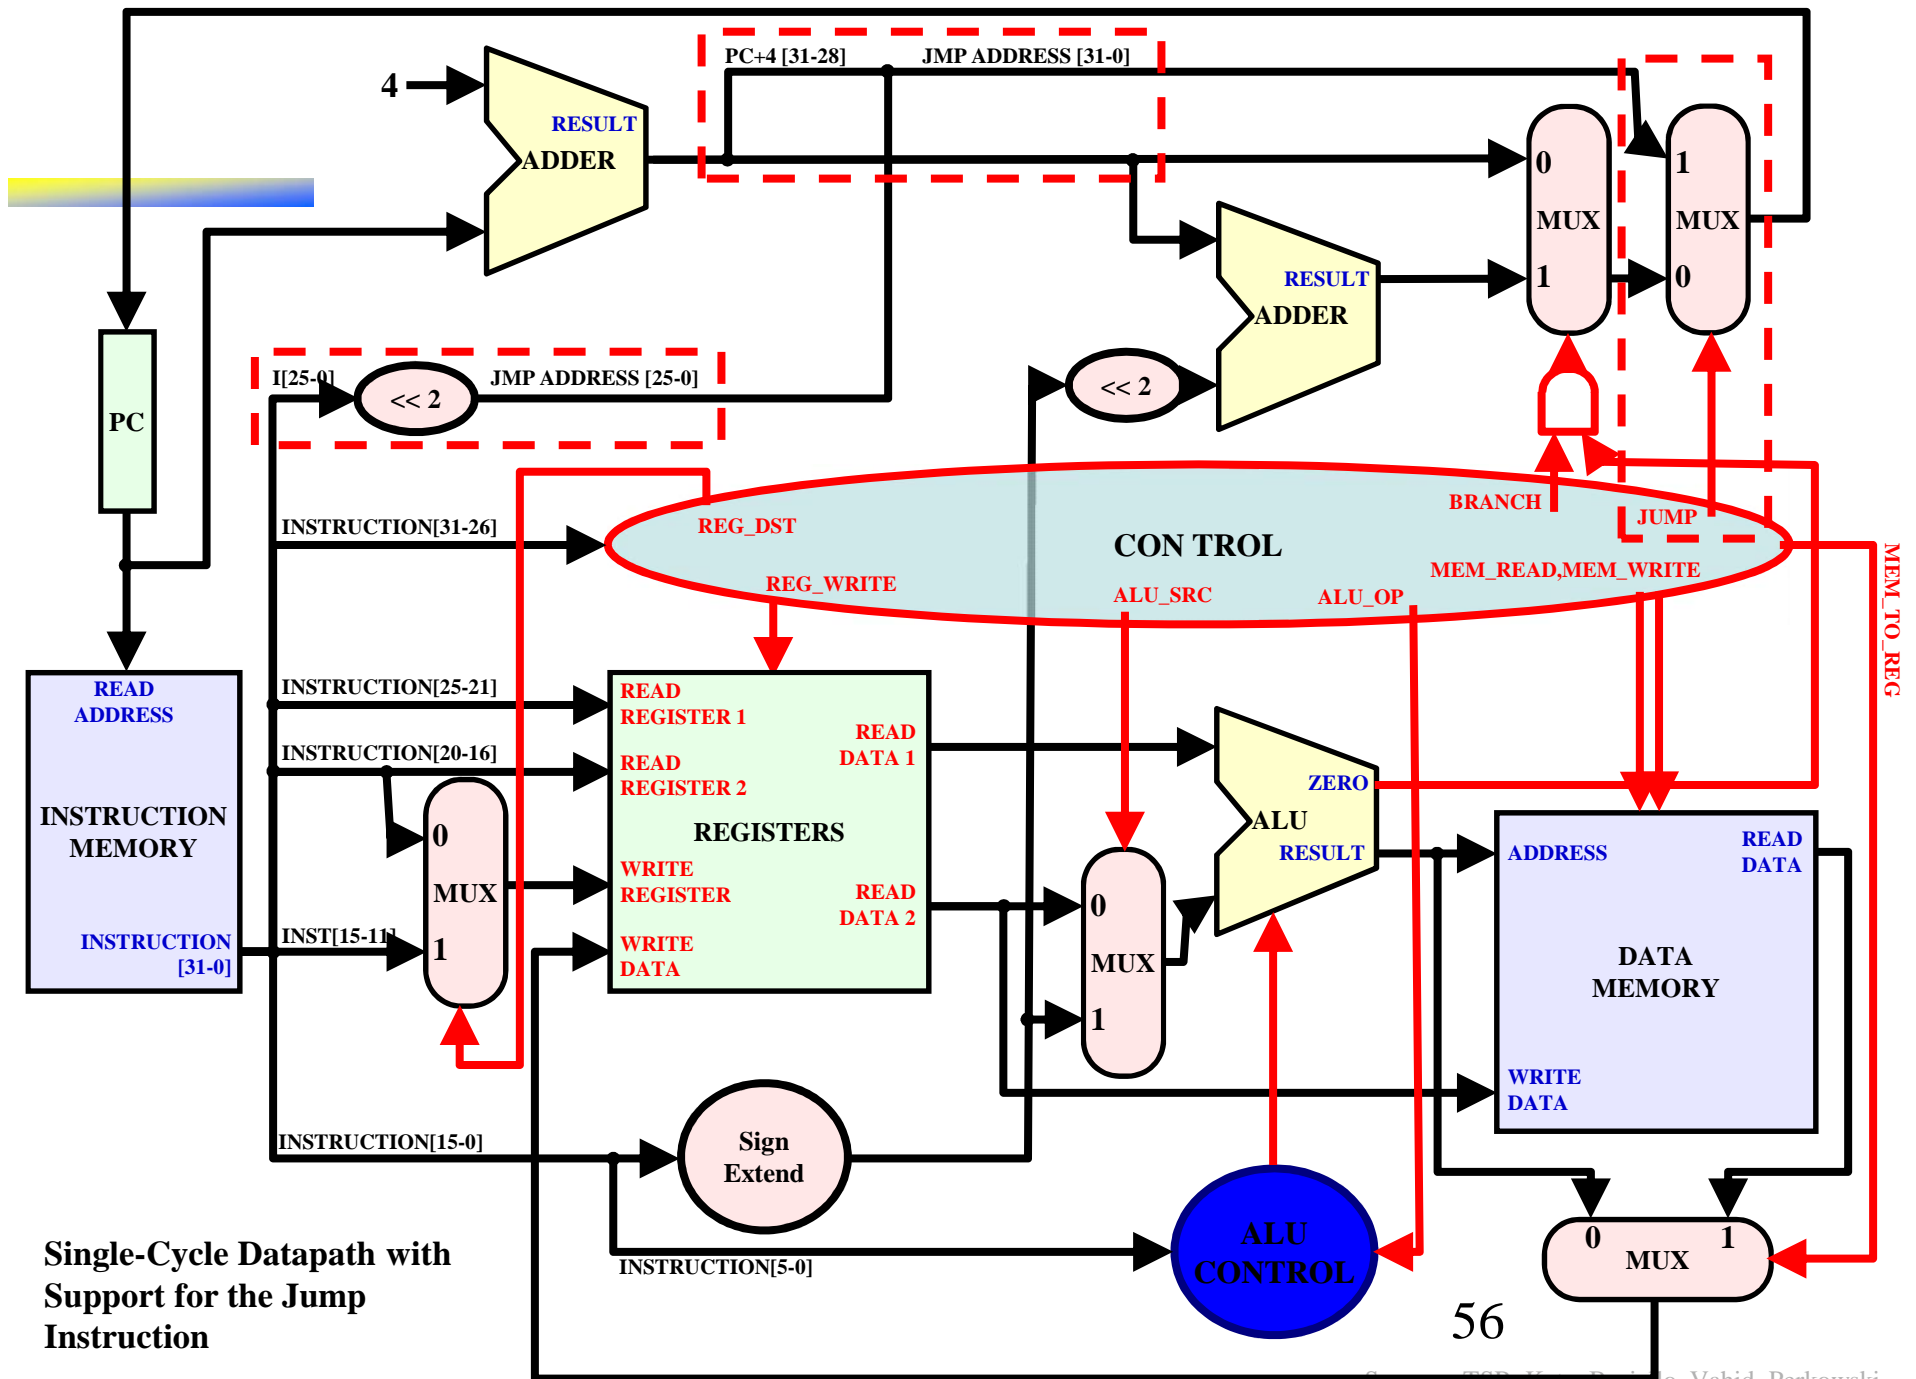 PC+4 [31-28]
JMP ADDRESS [31-0]
4
RESULT
ADDER
0
MUX
1
1
MUX
0
RESULT
ADDER
I[25-0]
<< 2
JMP ADDRESS [25-0]
<< 2
PC
BRANCH
JUMP
REG_DST
INSTRUCTION[31-26]
CON TROL
MEM_READ,MEM_WRITE
REG_WRITE
ALU_SRC
ALU_OP
MEM_TO_REG
READ
ADDRESS
INSTRUCTION
MEMORY
INSTRUCTION
[31-0]
INSTRUCTION[25-21]
INSTRUCTION[20-16]
0
MUX
1
INST[15-11]
READ
REGISTER 1
READ
REGISTER 2
REGISTERS
WRITE
REGISTER
WRITE
DATA
READ
DATA 1
READ
DATA 2
0
MUX
1
ZERO
ALU
RESULT
ADDRESS
READ
DATA
DATA
MEMORY
WRITE
DATA
INSTRUCTION[15-0]
Sign
Extend
INSTRUCTION[5-0]
ALU
CONTROL
0
1
MUX
Single-Cycle Datapath with
Support for the Jump
Instruction
56